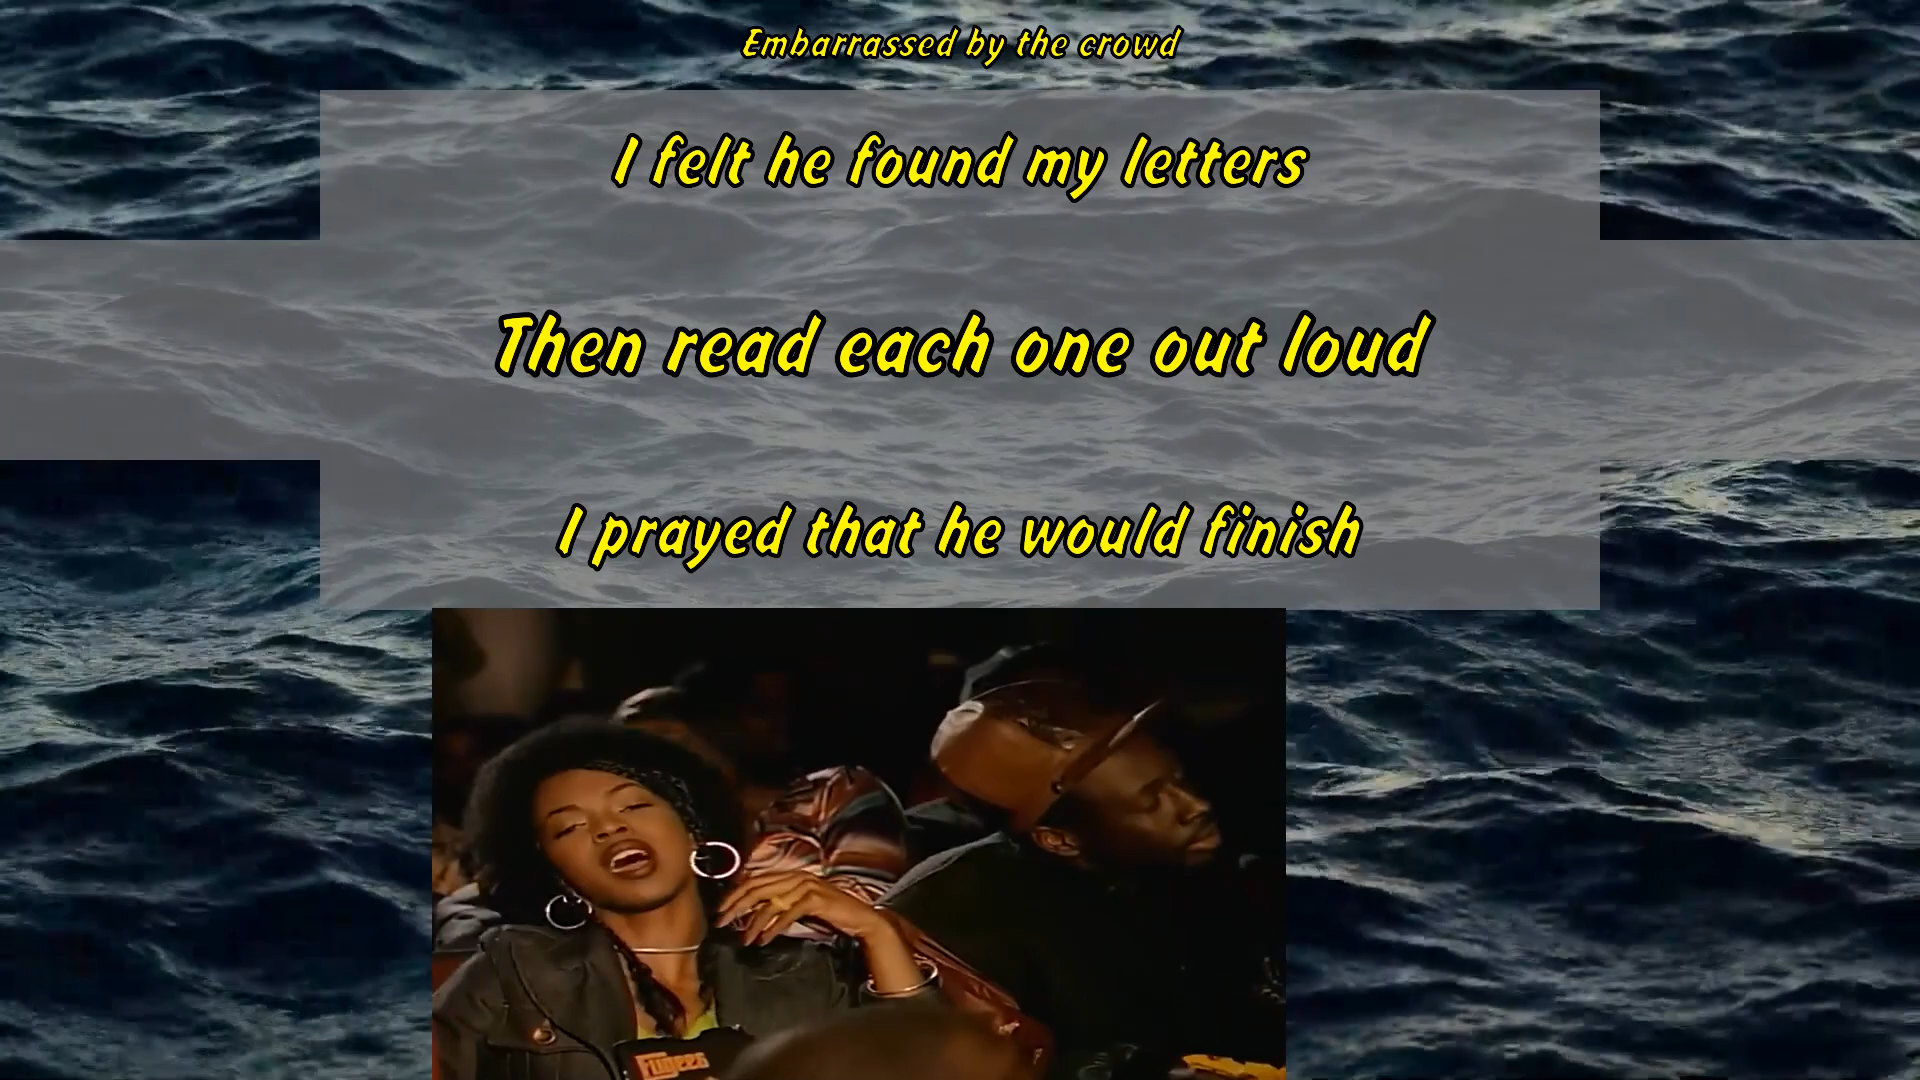 Embarrassed by the crowd
I felt he found my letters
Then read each one out loud
I prayed that he would finish
Fugees